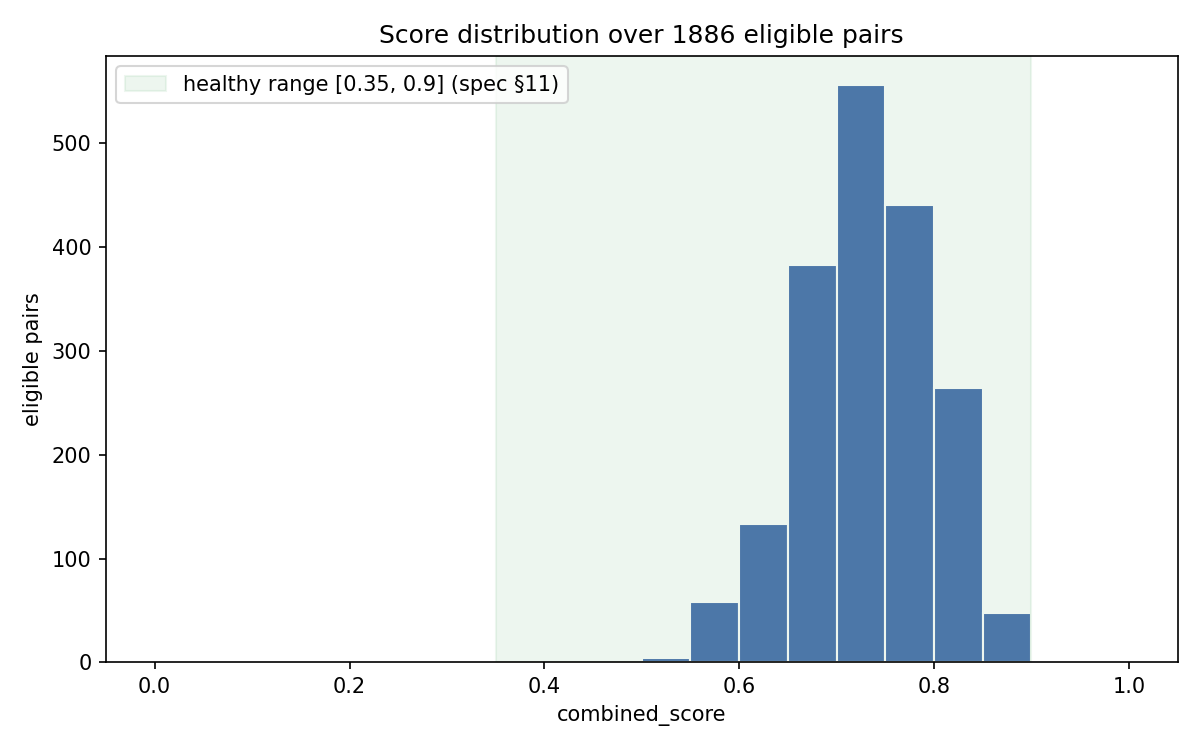 Score distribution over 1886 eligible pairs
healthy range [0.35, 0.9] (spec §11)
500
400
300
200
100
0
eligible pairs
0.0 0.2 0.4 0.6 0.8 1.0
combined_score